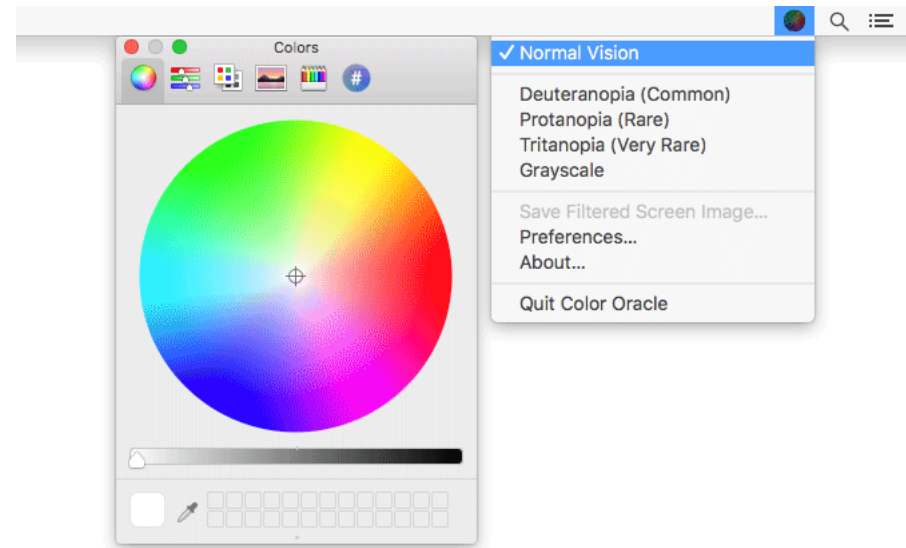 Colors
#
✓ Normal Vision
Deuteranopia (Common)
Protanopia (Rare)
Tritanopia (Very Rare)
Grayscale
Save Filtered Screen Image...
Preferences...
About...
Quit Color Oracle